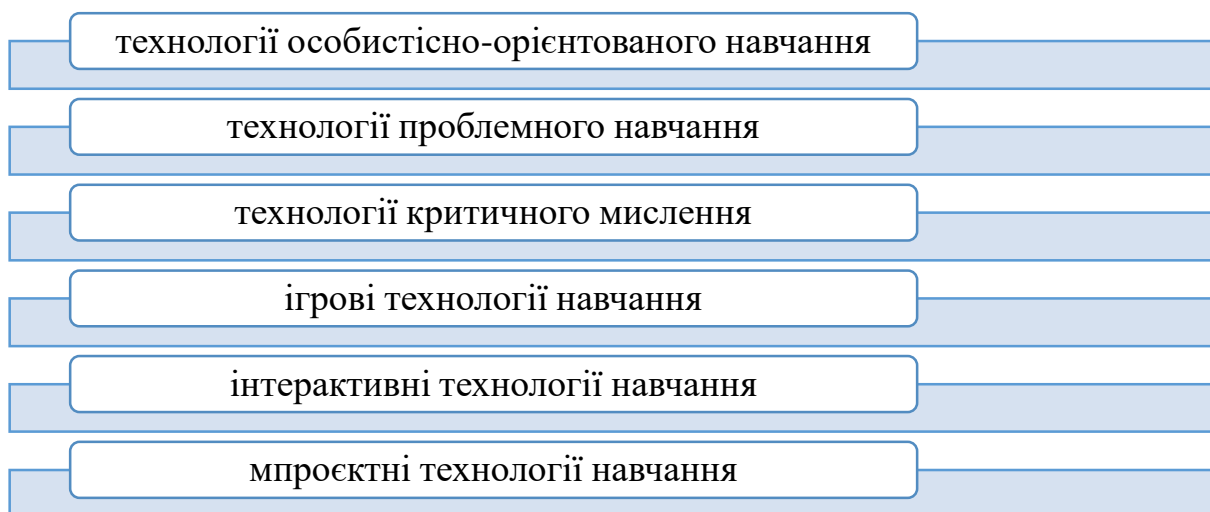 технології особистісно-орієнтованого навчання
технології проблемного навчання
технології критичного мислення
ігрові технології навчання
інтерактивні технології навчання
мпроєктні технології навчання